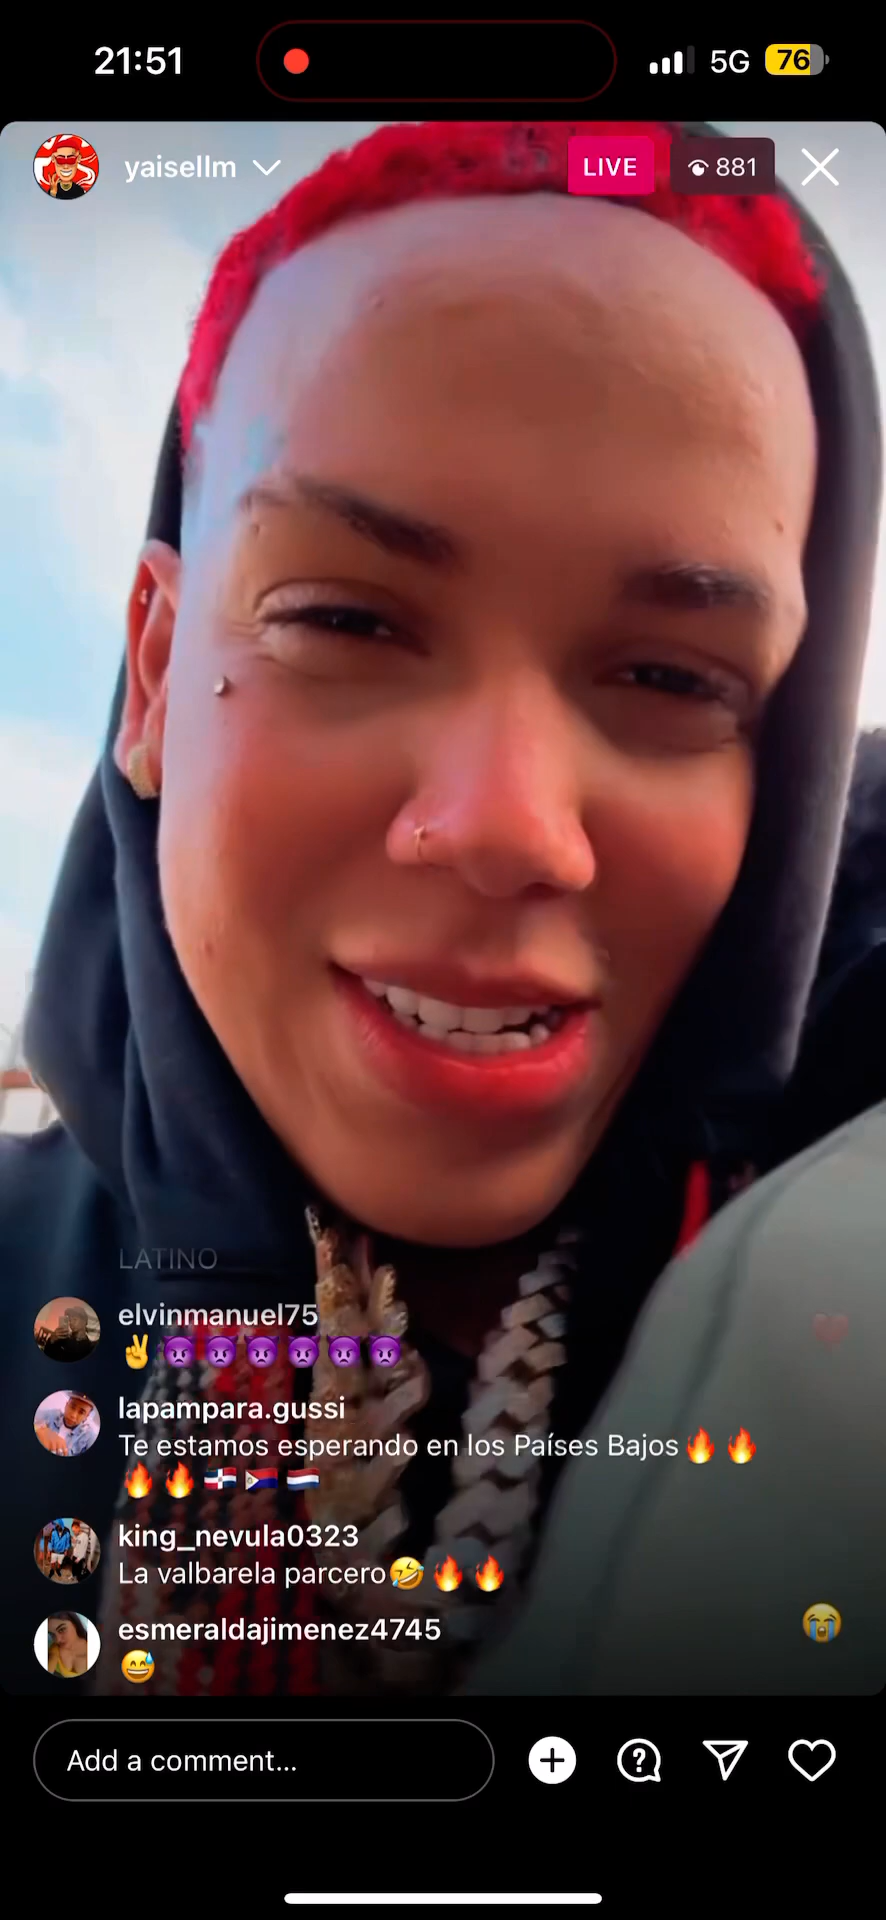 21:51
5G
76
yaisellm
LIVE
881
LATINO
elvinmanuel75
✌️👿👿👿👿👿👿
lapampara.gussi
Te estamos esperando en los Países Bajos🔥🔥
🔥🔥🇩🇴🇸🇽🇳🇱
king_nevula0323
La valbarela parcero🤣🔥🔥
esmeraldajimenez4745
😅
Add a comment...